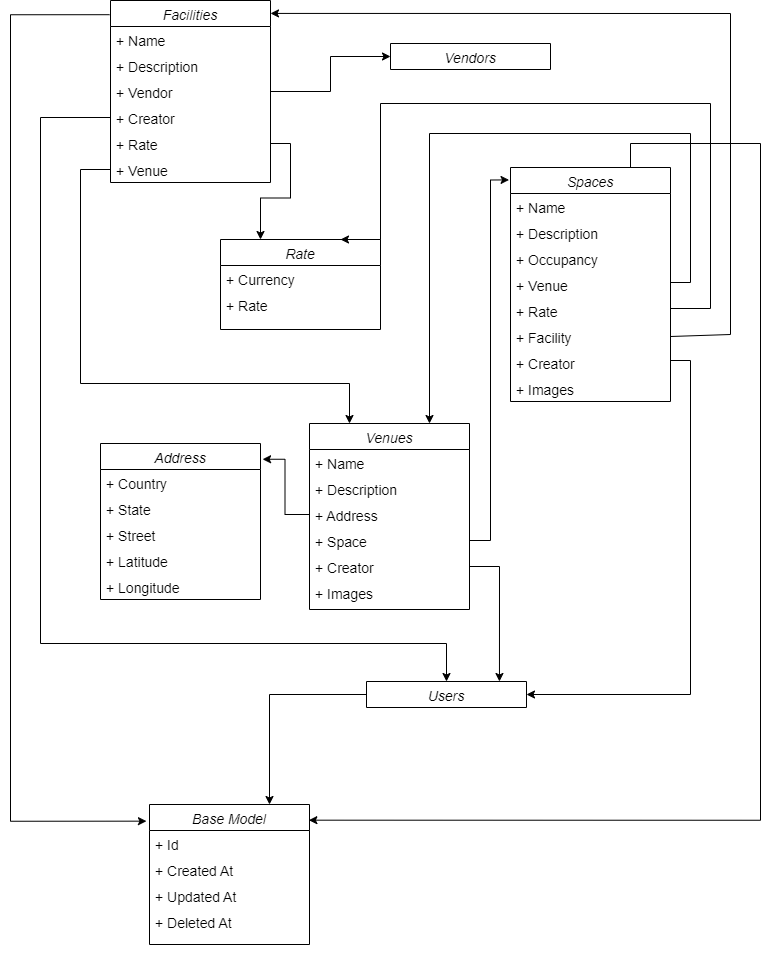 Facilities
+ Name
+ Description
+ Vendor
+ Creator
+ Rate
+ Venue
Vendors
Spaces
+ Name
+ Description
+ Occupancy
+ Venue
+ Rate
+ Facility
+ Creator
+ Images
Rate
+ Currency
+ Rate
Venues
+ Name
+ Description
+ Address
+ Space
+ Creator
+ Images
Address
+ Country
+ State
+ Street
+ Latitude
+ Longitude
Users
Base Model
+ Id
+ Created At
+ Updated At
+ Deleted At